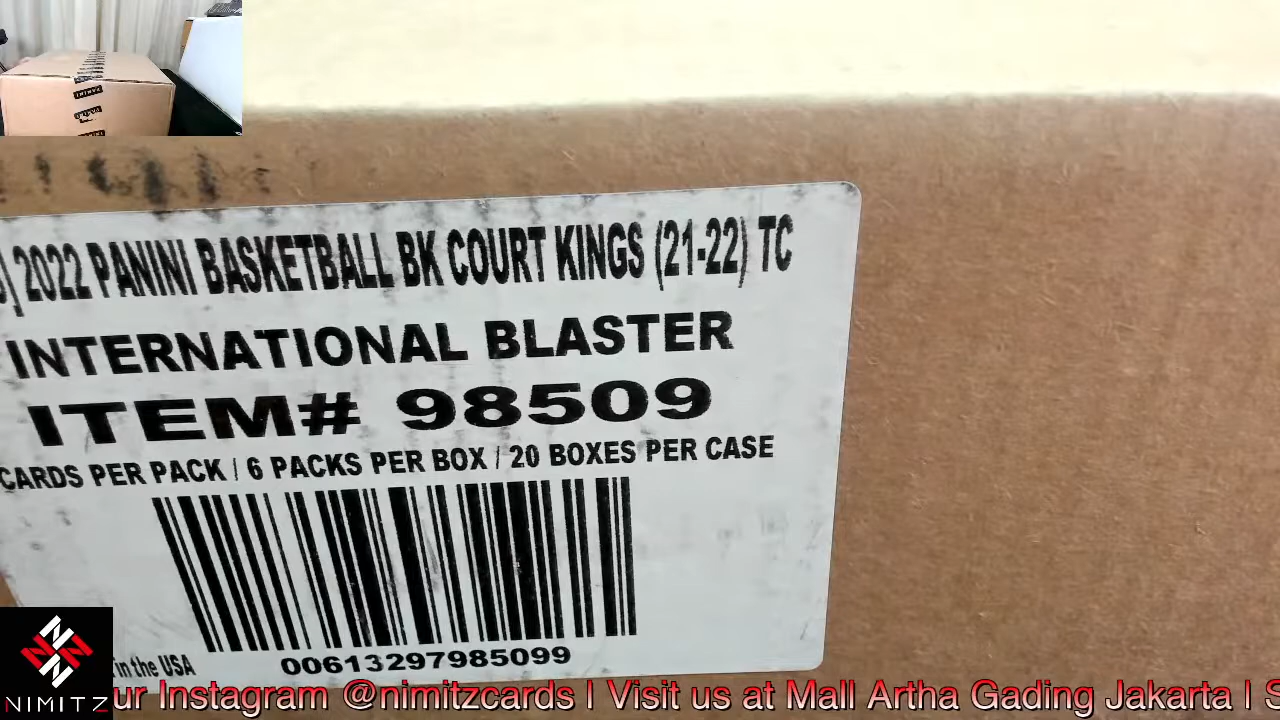 2022 PANINI BASKETBALL BK COURT KINGS (21-22) TC
INTERNATIONAL BLASTER
ITEM# 98509
CARDS PER PACK / 6 PACKS PER BOX / 20 BOXES PER CASE
00613297985099
in the USA
NIMITZ
ur Instagram @nimitzcards I Visit us at Mall Artha Gading Jakarta I S